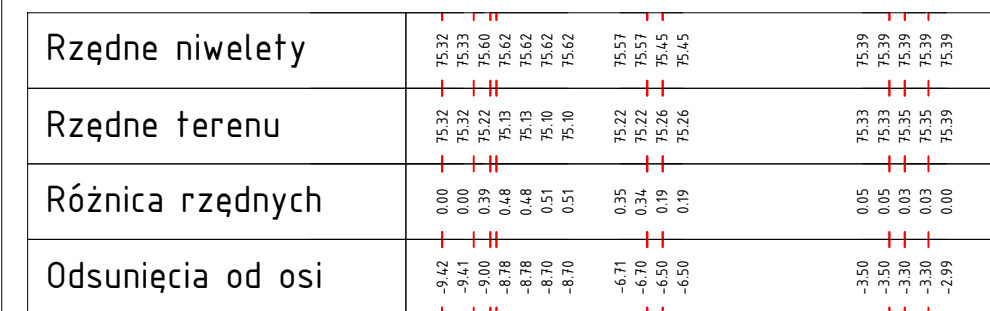 Rzędne niwelety 75.32 75.33 75.60 75.62 75.62 75.62 75.62 75.57 75.57 75.45 75.45 75.39 75.39 75.39 75.39 75.39
Rzędne terenu 75.32 75.32 75.22 75.13 75.13 75.10 75.10 75.22 75.22 75.26 75.26 75.33 75.33 75.35 75.35 75.39
Różnica rzędnych 0.00 0.00 0.39 0.48 0.48 0.51 0.51 0.35 0.34 0.19 0.19 0.05 0.05 0.03 0.03 0.00
Odsunięcia od osi -9.42 -9.41 -9.00 -8.78 -8.78 -8.70 -8.70 -6.71 -6.70 -6.50 -6.50 -3.50 -3.50 -3.30 -3.30 -2.99